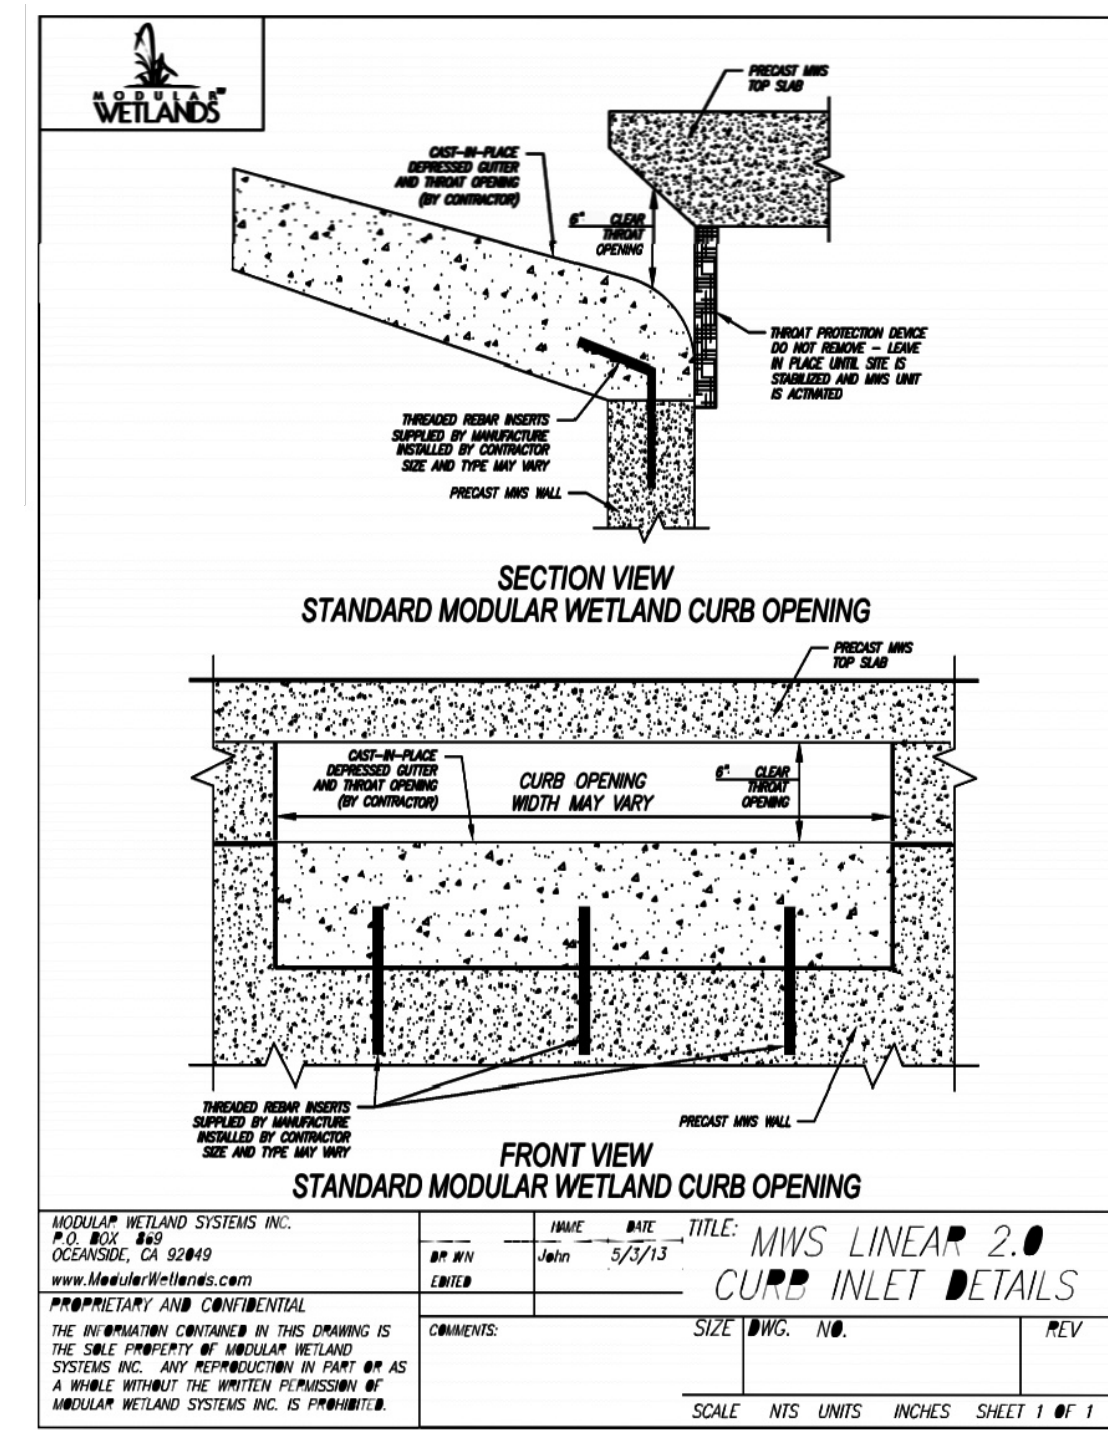 MODULAR
WETLANDS
PRECAST MWS
TOP SLAB
CAST-IN-PLACE
DEPRESSED GUTTER
AND THROAT OPENING
(BY CONTRACTOR)
6" CLEAR
THROAT
OPENING
THROAT PROTECTION DEVICE
DO NOT REMOVE - LEAVE
IN PLACE UNTIL SITE IS
STABILIZED AND MWS UNIT
IS ACTIVATED
THREADED REBAR INSERTS
SUPPLIED BY MANUFACTURE
INSTALLED BY CONTRACTOR
SIZE AND TYPE MAY VARY
PRECAST MWS WALL
SECTION VIEW
STANDARD MODULAR WETLAND CURB OPENING
PRECAST MWS
TOP SLAB
CAST-IN-PLACE
DEPRESSED GUTTER
AND THROAT OPENING
(BY CONTRACTOR)
CURB OPENING
WIDTH MAY VARY
6" CLEAR
THROAT
OPENING
THREADED REBAR INSERTS
SUPPLIED BY MANUFACTURE
INSTALLED BY CONTRACTOR
SIZE AND TYPE MAY VARY
PRECAST MWS WALL
FRONT VIEW
STANDARD MODULAR WETLAND CURB OPENING
MODULAR WETLAND SYSTEMS INC.
P.O. BOX 869
OCEANSIDE, CA 92049
www.ModularWetlands.com
PROPRIETARY AND CONFIDENTIAL
THE INFORMATION CONTAINED IN THIS DRAWING IS
THE SOLE PROPERTY OF MODULAR WETLAND
SYSTEMS INC. ANY REPRODUCTION IN PART OR AS
A WHOLE WITHOUT THE WRITTEN PERMISSION OF
MODULAR WETLAND SYSTEMS INC. IS PROHIBITED.
NAME DATE
DRAWN John 5/3/13
EDITED
COMMENTS:
TITLE: MWS LINEAR 2.0
CURB INLET DETAILS
SIZE DWG. NO. REV
SCALE NTS UNITS INCHES SHEET 1 OF 1